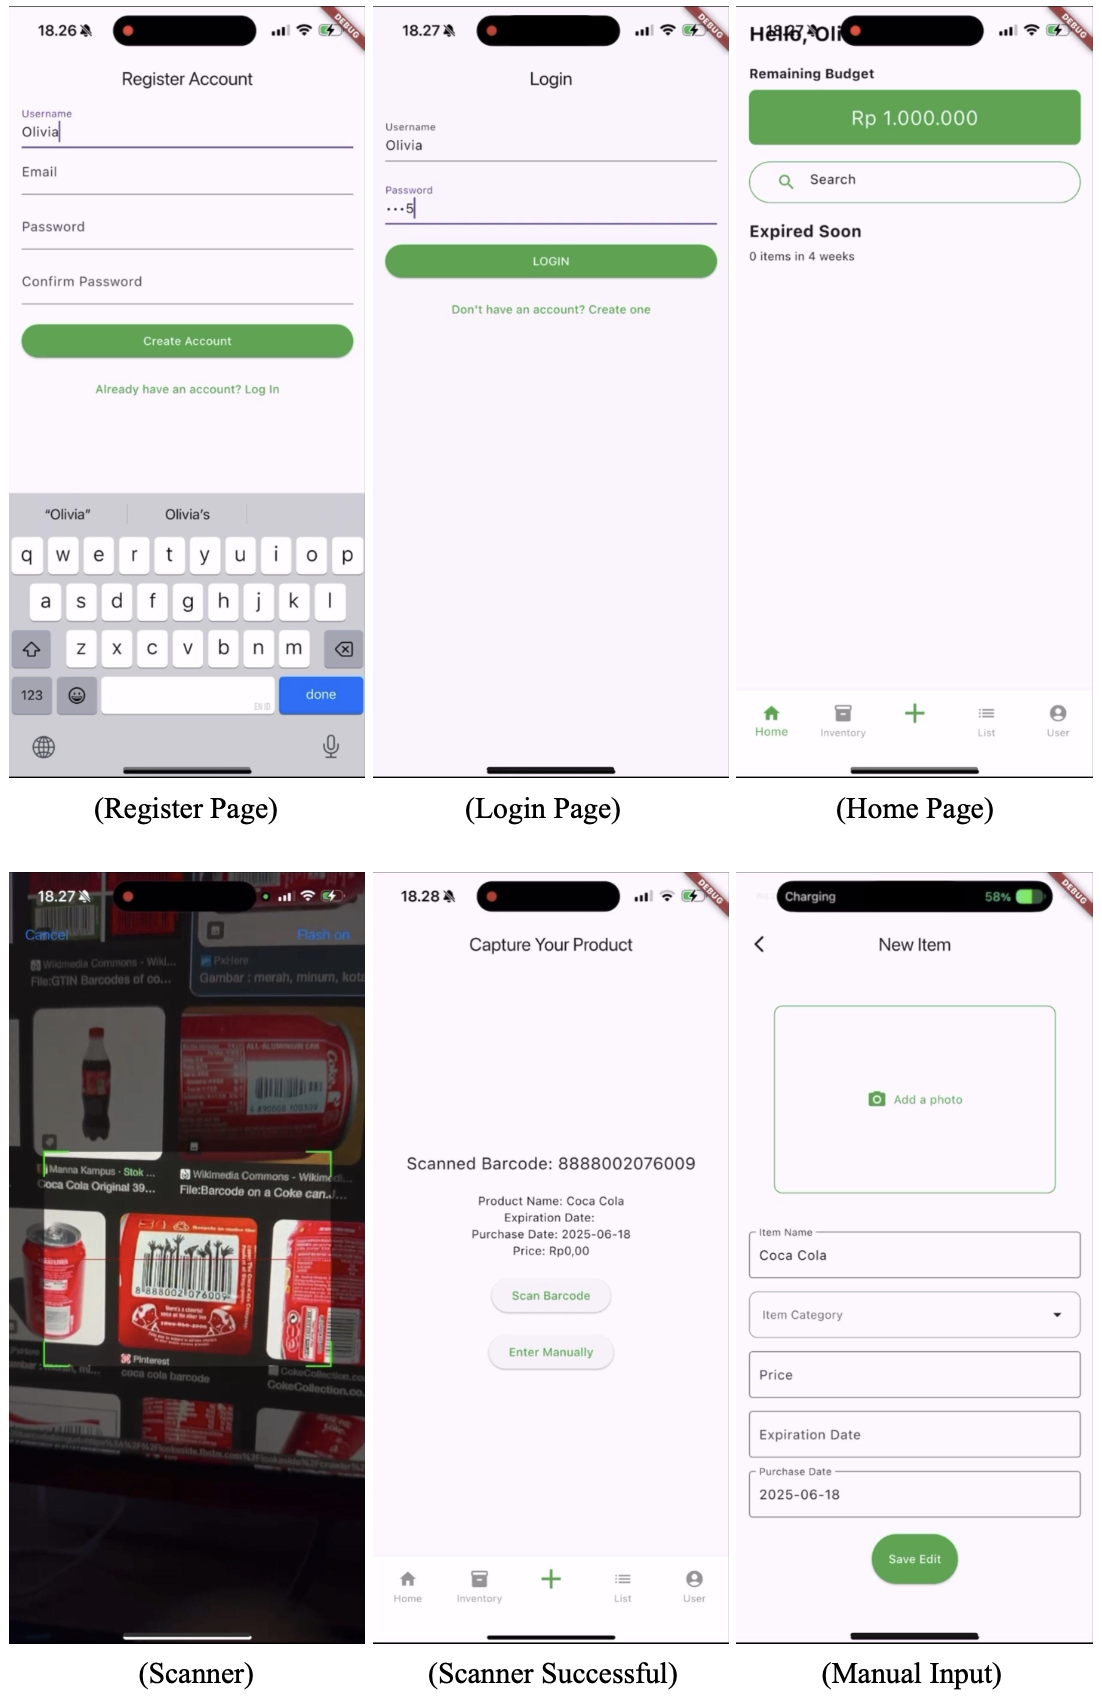 18.26
DEBUG
Register Account
Username
Olivia
Email
Password
Confirm Password
Create Account
Already have an account? Log In
“Olivia”
Olivia's
q w e r t y u i o p
a s d f g h j k l
z x c v b n m
123
done
(Register Page)
18.27
DEBUG
Login
Username
Olivia
Password
•••5
LOGIN
Don't have an account? Create one
(Login Page)
18.27
DEBUG
Hello, Oli
Remaining Budget
Rp 1.000.000
Search
Expired Soon
0 items in 4 weeks
Home
Inventory
List
User
(Home Page)
18.27
Cancel
Flash on
Wikimedia Commons - Wiki...
File:GTIN Barcodes of co...
PxHere
Gambar : merah, minum, kota
ALL-ALUMINUM CAN
Manna Kampus · Stok ...
Coca Cola Original 39...
Wikimedia Commons - Wikimedi...
File:Barcode on a Coke can.J...
8 888002 076009
Pinterest
coca cola barcode
CokeCollection.co
CokeCollection.co.
(Scanner)
18.28
DEBUG
Capture Your Product
Scanned Barcode: 8888002076009
Product Name: Coca Cola
Expiration Date:
Purchase Date: 2025-06-18
Price: Rp0,00
Scan Barcode
Enter Manually
Home
Inventory
List
User
(Scanner Successful)
Charging
58%
DEBUG
New Item
Add a photo
Item Name
Coca Cola
Item Category
Price
Expiration Date
Purchase Date
2025-06-18
Save Edit
(Manual Input)